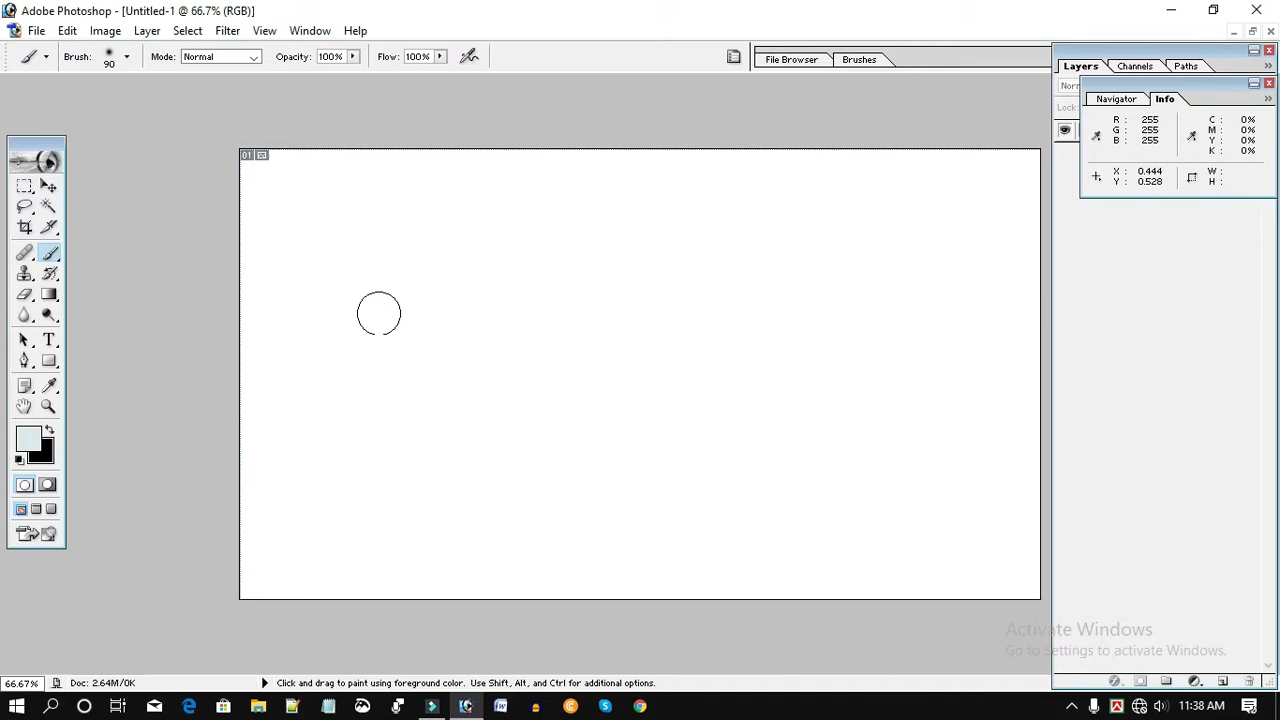 Adobe Photoshop - [Untitled-1 @ 66.7% (RGB)]
File Edit Image Layer Select Filter View Window Help
Brush: 90 Mode: Normal Opacity: 100% Flow: 100% File Browser Brushes
Layers Channels Paths
Norm
Lock:
Navigator Info
R : 255 C : 0%
G : 255 M : 0%
B : 255 Y : 0%
K : 0%
X : 0.444 W :
Y : 0.528 H :
01
T
Activate Windows
Go to Settings to activate Windows.
66.67% Doc: 2.64M/0K Click and drag to paint using foreground color. Use Shift, Alt, and Ctrl for additional options.
11:38 AM